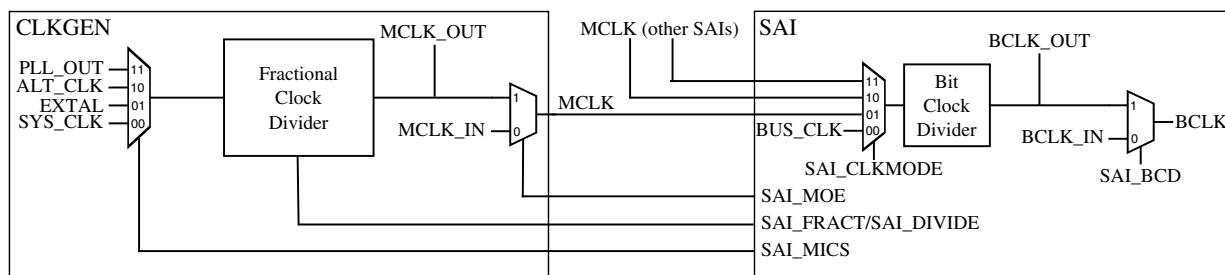 CLKGEN
PLL_OUT
ALT_CLK
EXTAL
SYS_CLK
11
10
01
00
Fractional
Clock
Divider
MCLK_OUT
MCLK_IN
1
0
MCLK
MCLK (other SAIs)
SAI
BUS_CLK
11
10
01
00
SAI_CLKMODE
Bit
Clock
Divider
BCLK_OUT
BCLK_IN
1
0
BCLK
SAI_BCD
SAI_MOE
SAI_FRACT/SAI_DIVIDE
SAI_MICS